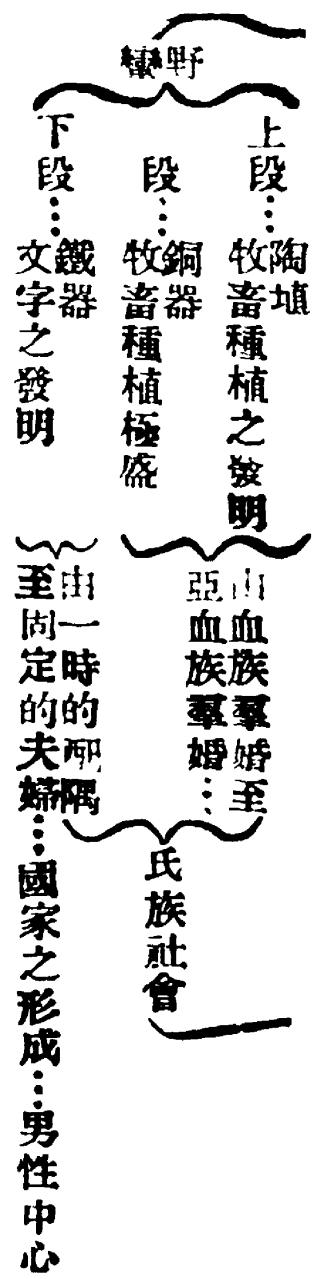 野蠻
上段…
陶埴
牧畜種植之發明
段…
銅器
牧畜種植極盛
下段…
鐵器
文字之發明
由血族羣婚至
亞血族羣婚…
由一時的配偶
至固定的夫婦…國家之形成…男性中心
氏族社會